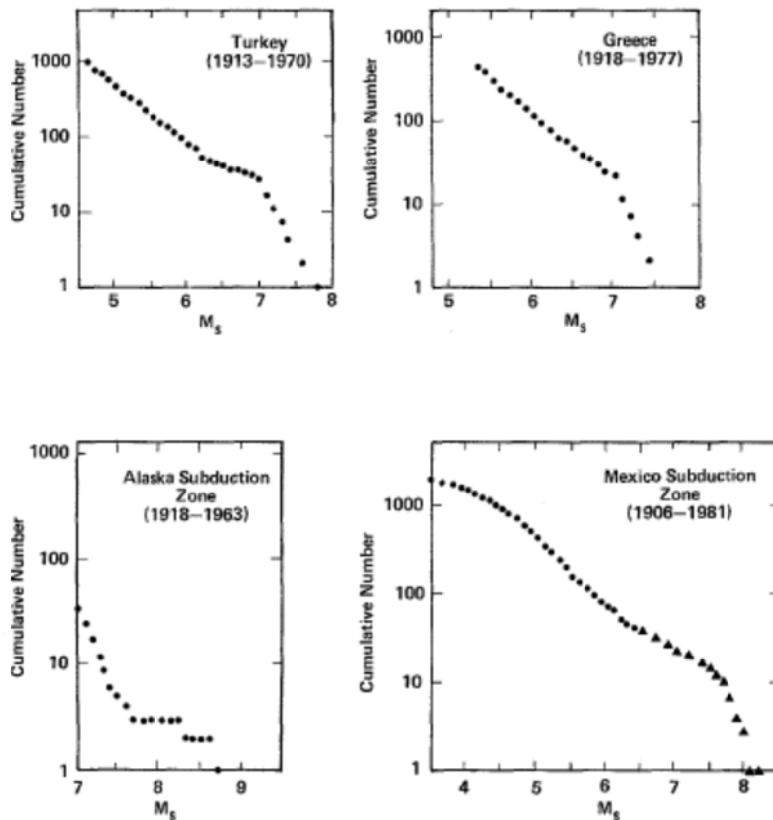 Turkey
(1913–1970)
Cumulative Number
1000
100
10
1
5
6
7
8
Ms
Greece
(1918–1977)
Cumulative Number
1000
100
10
1
5
6
7
8
Ms
Alaska Subduction
Zone
(1918–1963)
Cumulative Number
1000
100
10
1
7
8
9
Ms
Mexico Subduction
Zone
(1906–1981)
Cumulative Number
1000
100
10
1
4
5
6
7
8
Ms